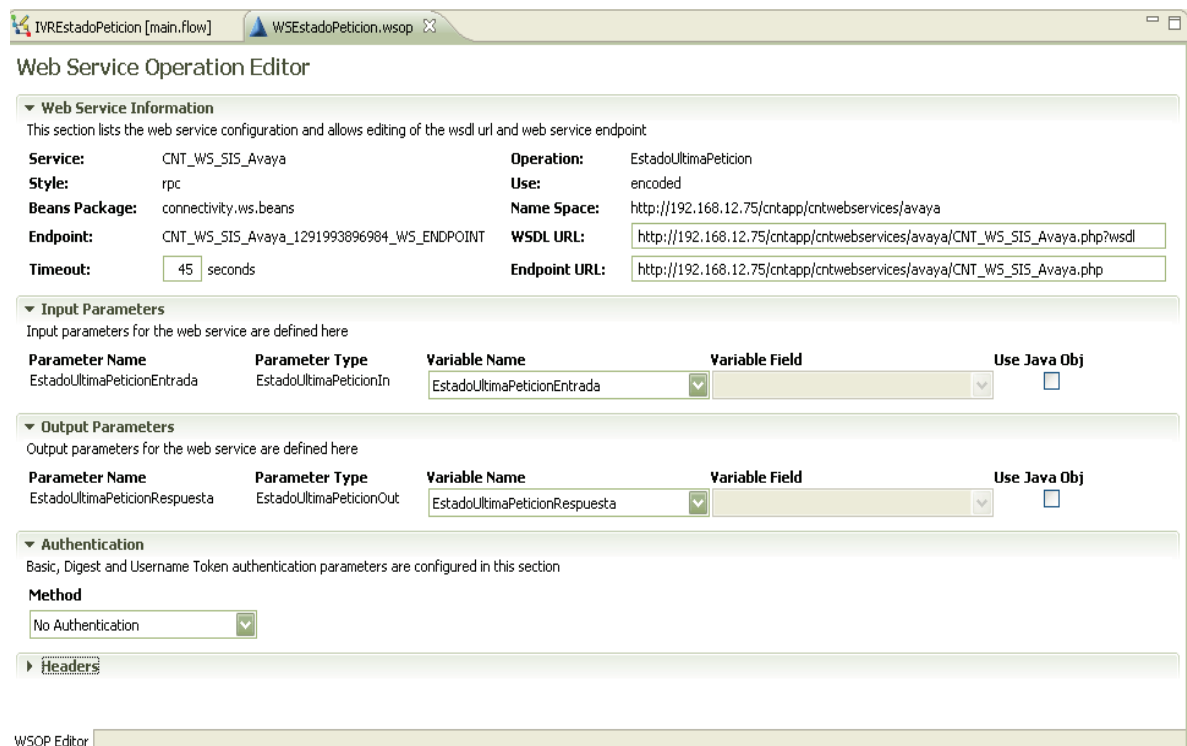 IVREstadoPeticion [main.flow] WSEstadoPeticion.wsop
Web Service Operation Editor
Web Service Information
This section lists the web service configuration and allows editing of the wsdl url and web service endpoint
Service: CNT_WS_SIS_Avaya Operation: EstadoUltimaPeticion
Style: rpc Use: encoded
Beans Package: connectivity.ws.beans Name Space: http://192.168.12.75/cntapp/cntwebservices/avaya
Endpoint: CNT_WS_SIS_Avaya_1291993896984_WS_ENDPOINT WSDL URL: http://192.168.12.75/cntapp/cntwebservices/avaya/CNT_WS_SIS_Avaya.php?wsdl
Timeout: 45 seconds Endpoint URL: http://192.168.12.75/cntapp/cntwebservices/avaya/CNT_WS_SIS_Avaya.php
Input Parameters
Input parameters for the web service are defined here
Parameter Name Parameter Type Variable Name Variable Field Use Java Obj
EstadoUltimaPeticionEntrada EstadoUltimaPeticionIn EstadoUltimaPeticionEntrada
Output Parameters
Output parameters for the web service are defined here
Parameter Name Parameter Type Variable Name Variable Field Use Java Obj
EstadoUltimaPeticionRespuesta EstadoUltimaPeticionOut EstadoUltimaPeticionRespuesta
Authentication
Basic, Digest and Username Token authentication parameters are configured in this section
Method
No Authentication
Headers
WSOP Editor